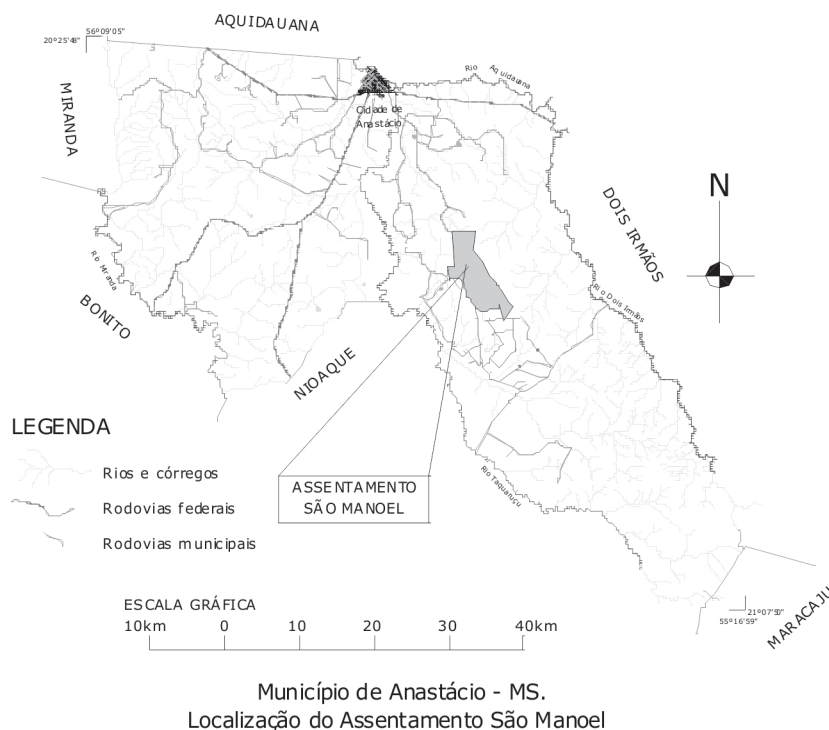 AQUIDAUANA
20º25'48" 56º09'05"
MIRANDA
Rio Aquidauana
Cidade de
Anastácio
N
DOIS IRMÃOS
Rio Miranda
BONITO
Rio Dois Irmãos
NIOAQUE
LEGENDA
Rios e córregos
Rodovias federais
Rodovias municipais
ASSENTAMENTO
SÃO MANOEL
Rio Taquaruçu
ESCALA GRÁFICA
10km 0 10 20 30 40km
21º07'50"
55º16'59"
MARACAJU
Município de Anastácio - MS.
Localização do Assentamento São Manoel